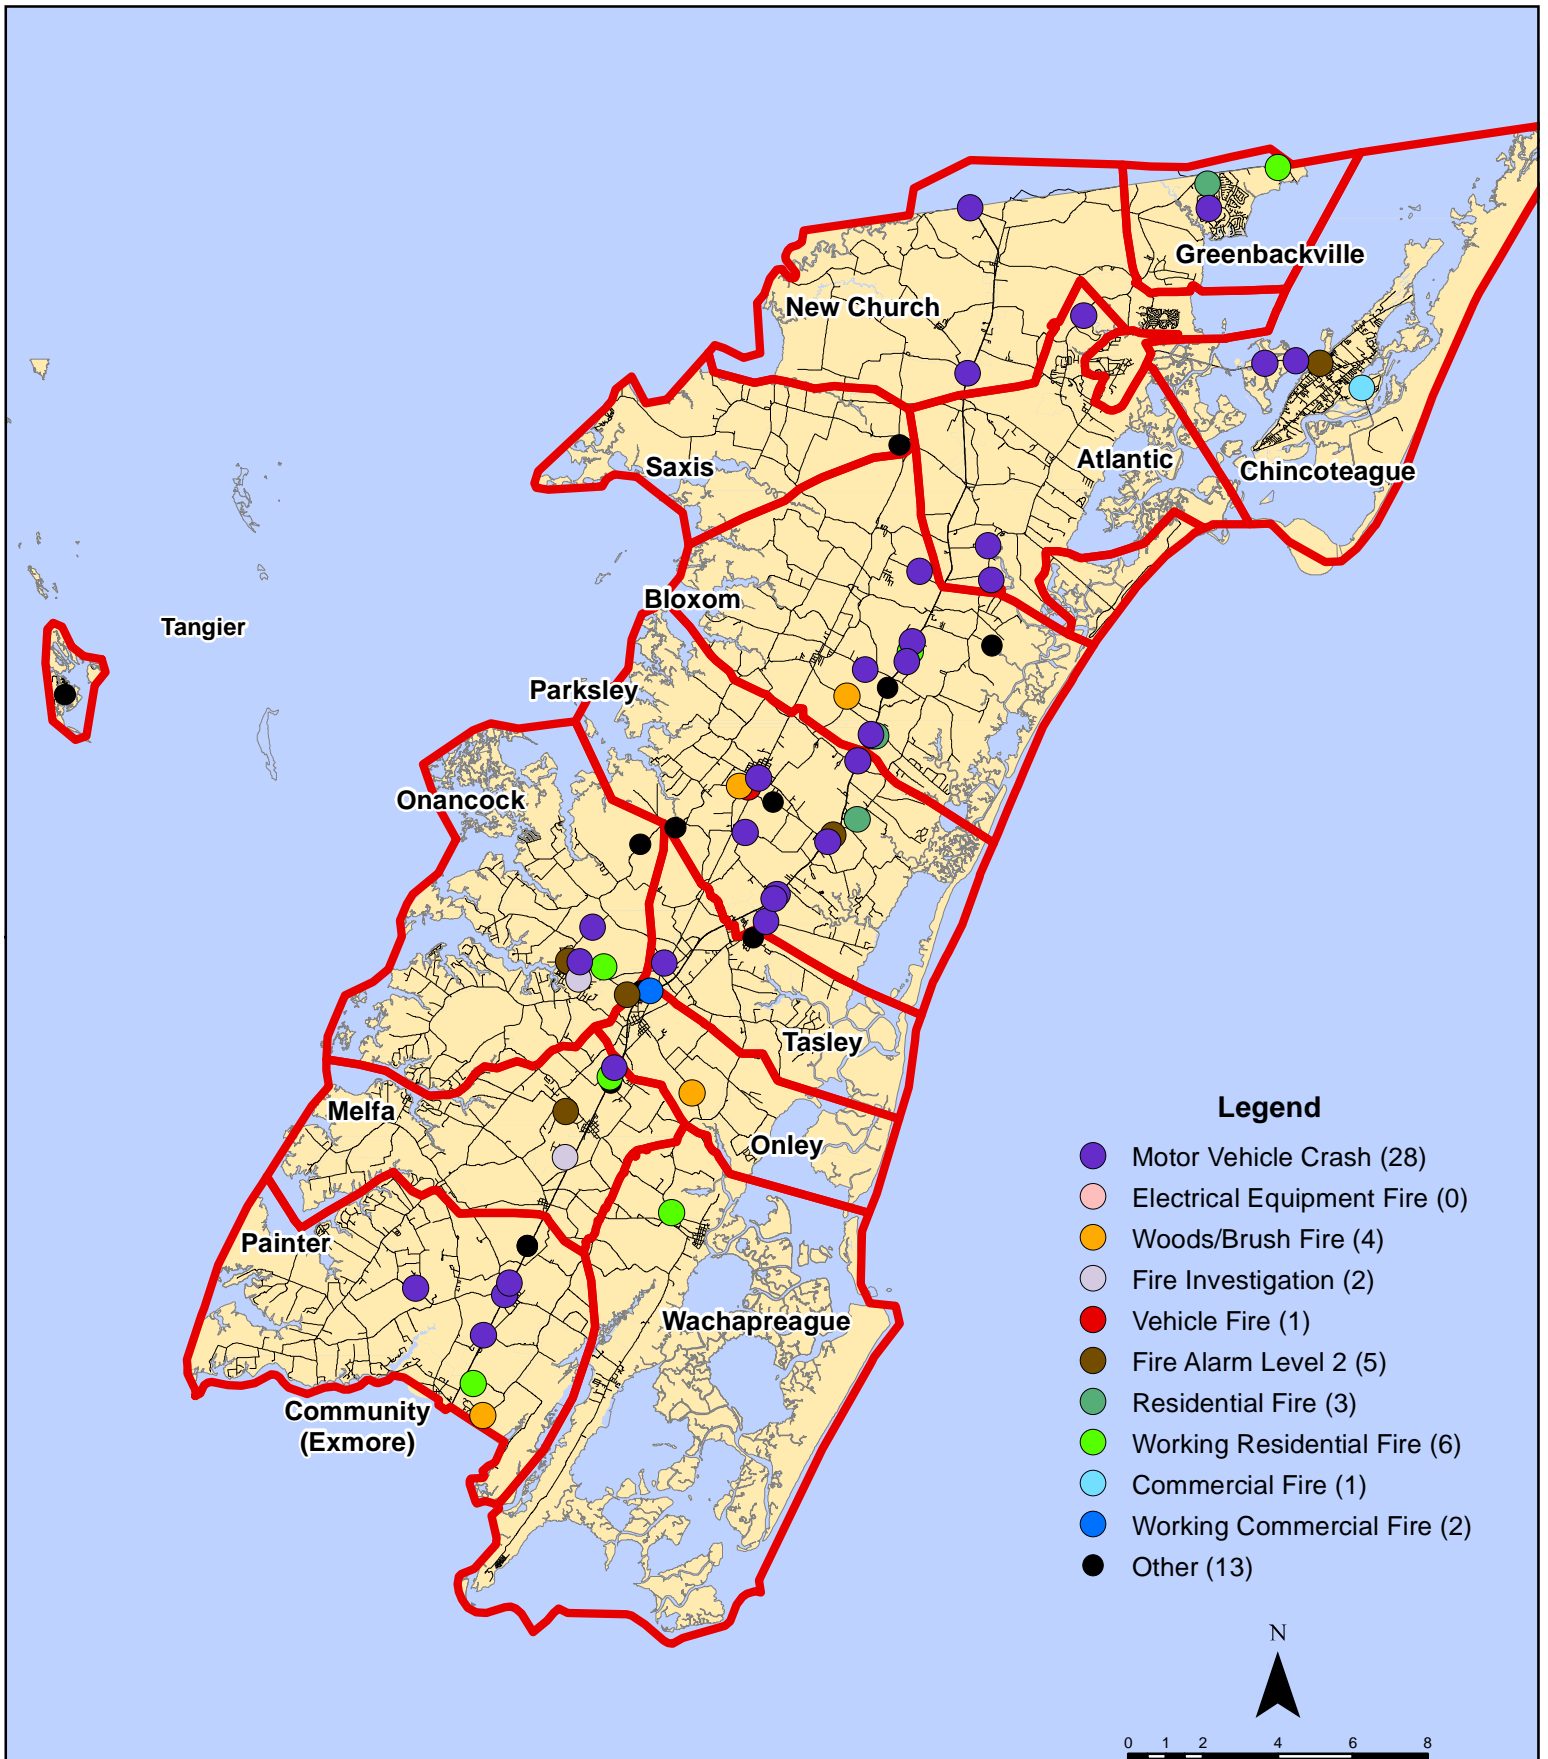 Greenbackville
New Church
Saxis
Atlantic
Chincoteague
Bloxom
Tangier
Parksley
Onancock
Tasley
Melfa
Onley
Painter
Wachapreague
Community
(Exmore)
Legend
Motor Vehicle Crash (28)
Electrical Equipment Fire (0)
Woods/Brush Fire (4)
Fire Investigation (2)
Vehicle Fire (1)
Fire Alarm Level 2 (5)
Residential Fire (3)
Working Residential Fire (6)
Commercial Fire (1)
Working Commercial Fire (2)
Other (13)
N
0 1 2 4 6 8